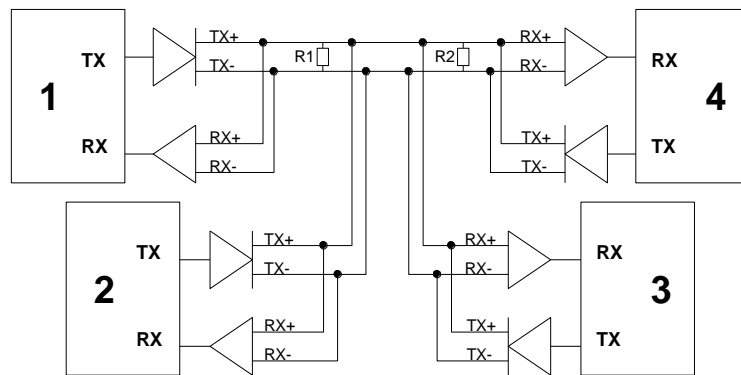 TX+ RX+
TX R1 R2 RX
TX- RX-
1 4
RX+ TX+
RX TX
RX- TX-
TX+ RX+
TX RX
TX- RX-
2 3
RX+ TX+
RX TX
RX- TX-